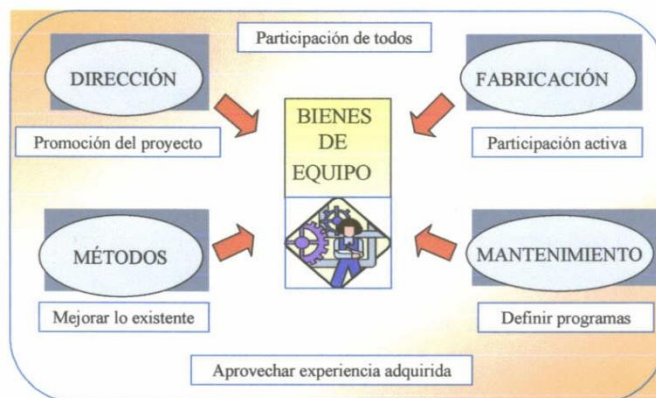 Participación de todos
DIRECCIÓN
FABRICACIÓN
BIENES
DE
EQUIPO
Promoción del proyecto
Participación activa
MÉTODOS
MANTENIMIENTO
Mejorar lo existente
Definir programas
Aprovechar experiencia adquirida